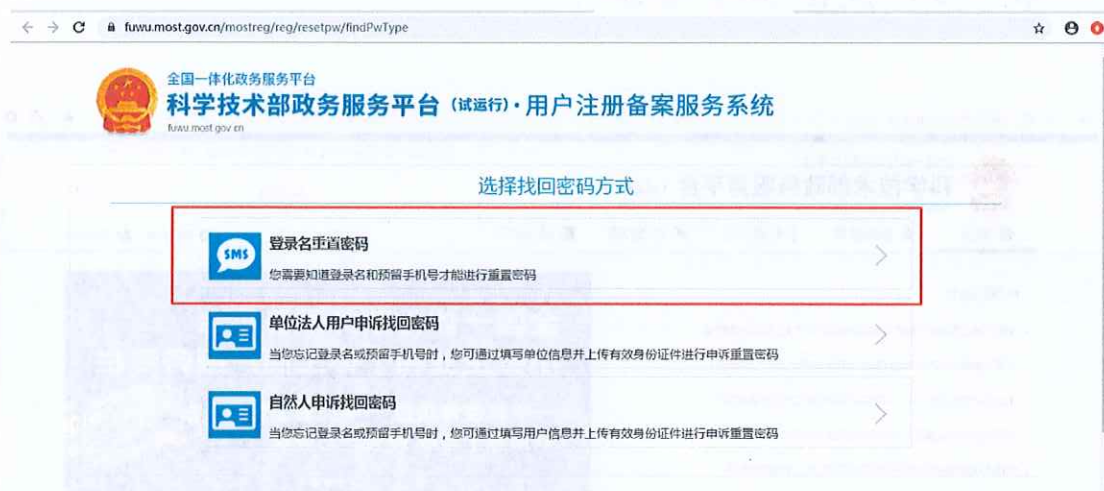 fuwu.most.gov.cn/mostreg/reg/resetpw/findPwType
全国一体化政务服务平台
科学技术部政务服务平台（试运行）·用户注册备案服务系统
fuwu.most.gov.cn
选择找回密码方式
SMS
登录名重置密码
您需要知道登录名和预留手机号才能进行重置密码
单位法人用户申诉找回密码
当您忘记登录名或预留手机号时，您可通过填写单位信息并上传有效身份证件进行申诉重置密码
自然人申诉找回密码
当您忘记登录名或预留手机号时，您可通过填写用户信息并上传有效身份证件进行申诉重置密码